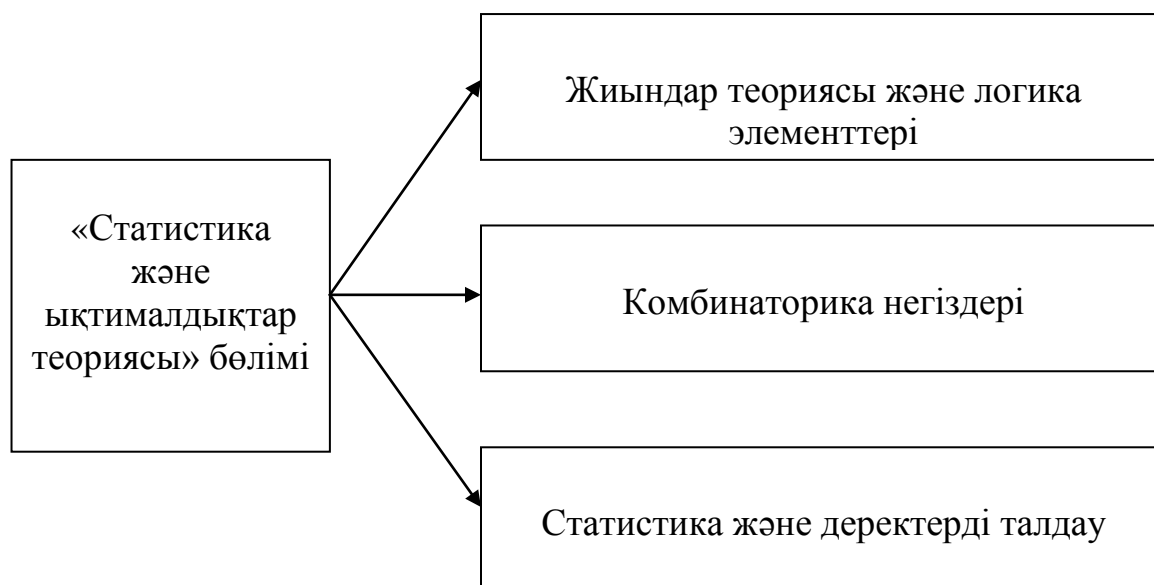 «Статистика
және
ықтималдықтар
теориясы» бөлімі
Жиындар теориясы және логика
элементтері
Комбинаторика негіздері
Статистика және деректерді талдау